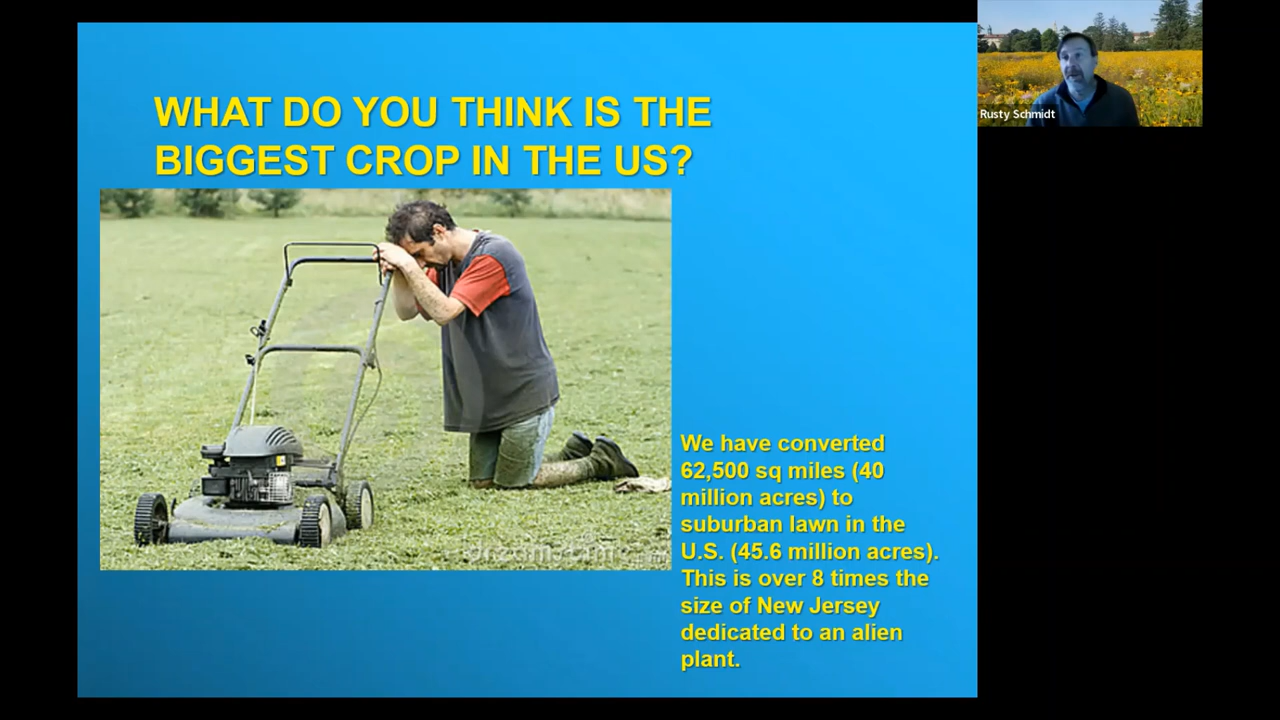 WHAT DO YOU THINK IS THE
BIGGEST CROP IN THE US?
Rusty Schmidt
We have converted
62,500 sq miles (40
million acres) to
suburban lawn in the
U.S. (45.6 million acres).
This is over 8 times the
size of New Jersey
dedicated to an alien
plant.